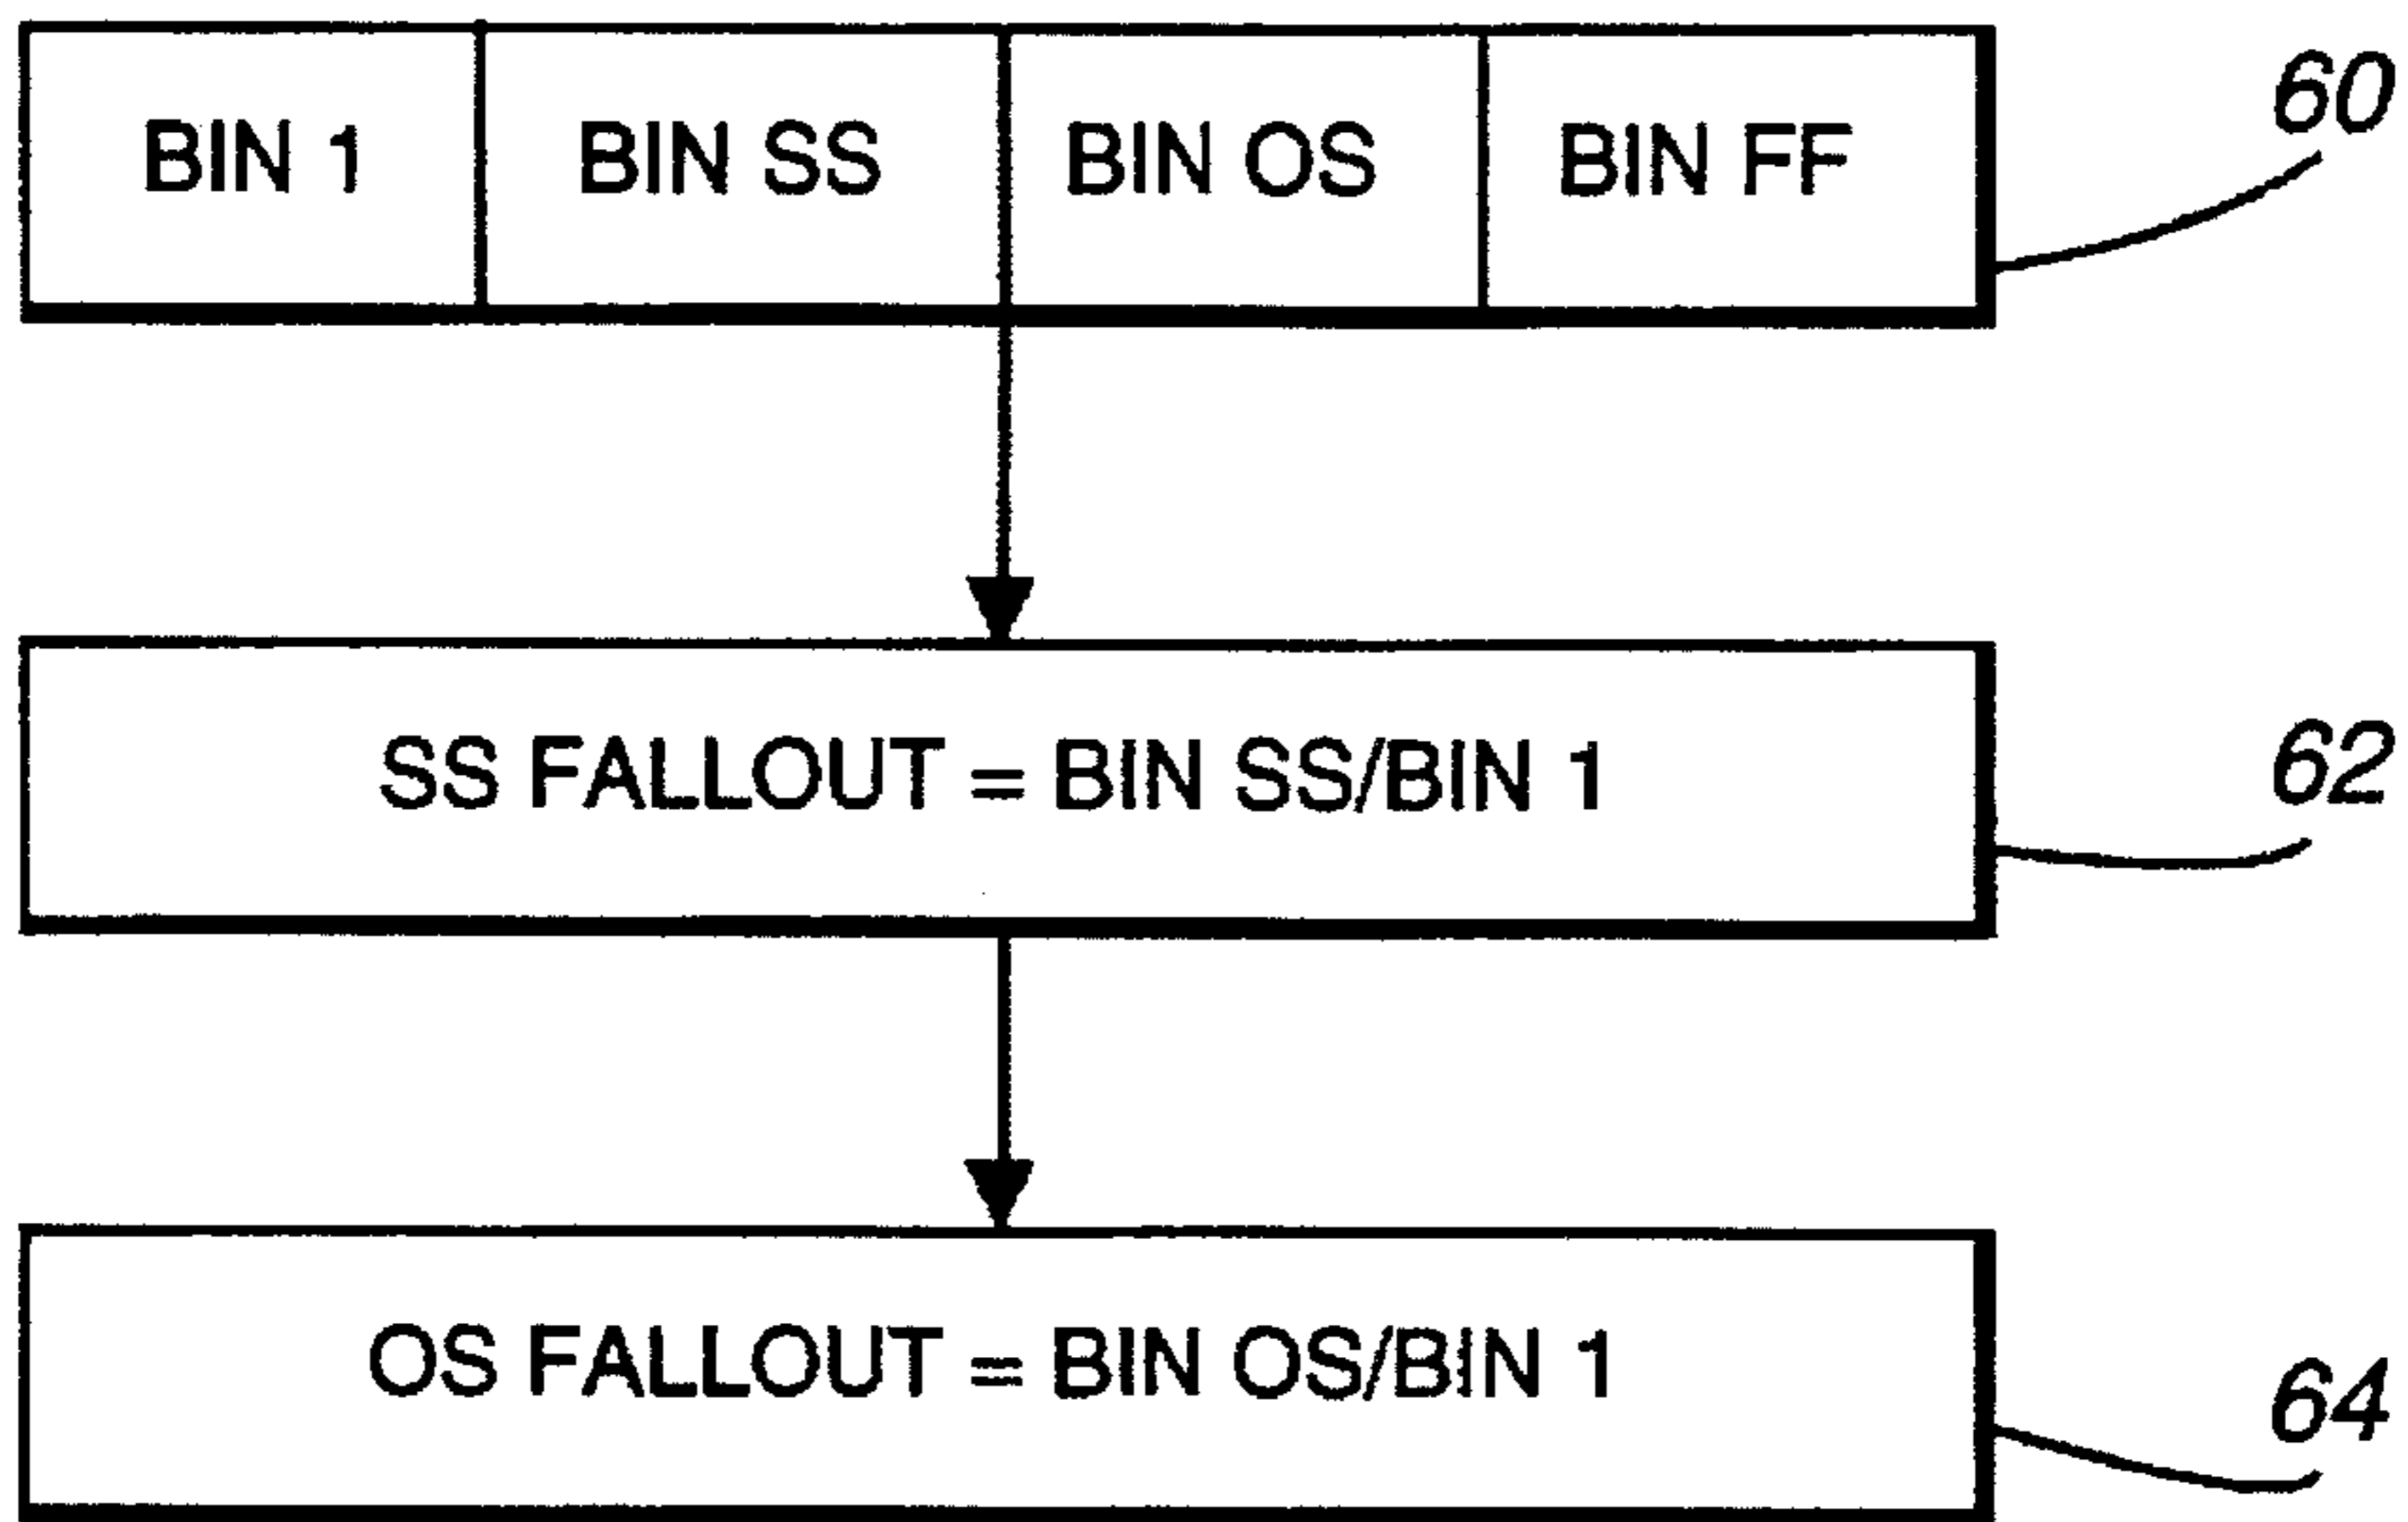 BIN 1 BIN SS BIN OS BIN FF
60
SS FALLOUT = BIN SS/BIN 1
62
OS FALLOUT = BIN OS/BIN 1
64